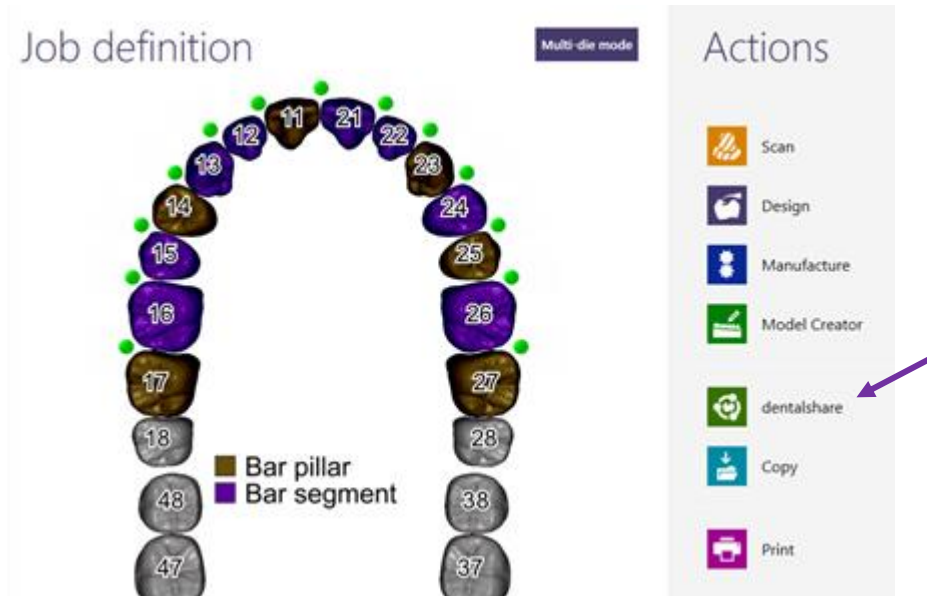 Job definition
Multi-die mode
11 21
12 22
13 23
14 24
15 25
16 26
17 27
18 28
Bar pillar
Bar segment
48 38
47 37
Actions
Scan
Design
Manufacture
Model Creator
dentalshare
Copy
Print